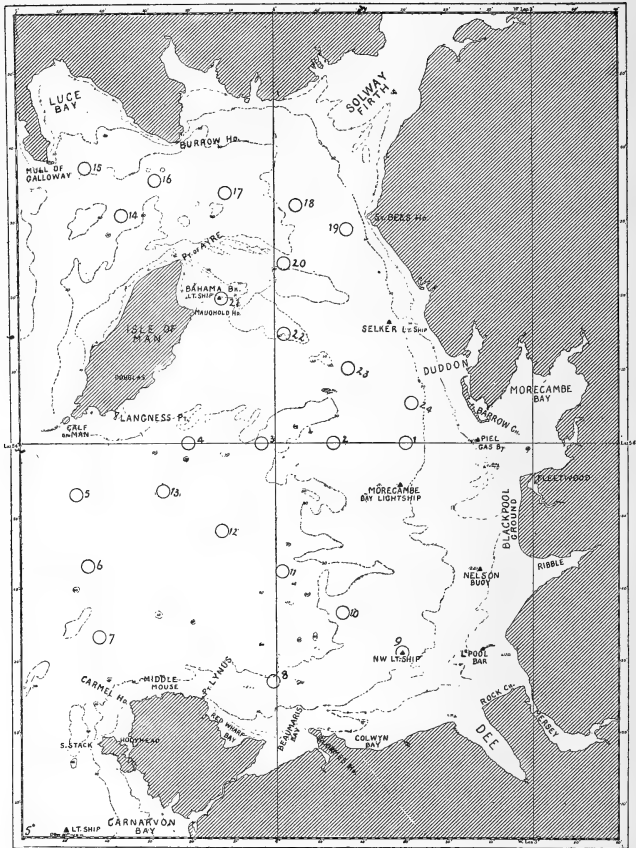 LUCE
BAY
SOLWAY
FIRTH
BURROW HD.
MULL OF
GALLOWAY
15
16
17
18
14
ST BEES HD.
19
PT OF AYRE
20
BAHAMA BK.
LT. SHIP
21
MAUGHOLD HD.
ISLE OF
MAN
22
SELKER LT SHIP
DUDDON
23
DOUGLAS
MORECAMBE
BAY
24
BARROW CH.
LANGNESS PT.
CALF
OF MAN
4
3
2
1
PIEL
GAS BY
FLEETWOOD
5
13
MORECAMBE
BAY LIGHTSHIP
BLACKPOOL
GROUND
12
6
11
NELSON
BUOY
RIBBLE
10
7
9
NW LT. SHIP
L'POOL
BAR
8
CARMEL HD.
MIDDLE
MOUSE
PT LYNUS
ROCK CH.
MERSEY
RED WHARF
BAY
BEAUMARIS
BAY
S. STACK
HOLYHEAD
COLWYN
BAY
DEE
CARNARVON
BAY
5°
LT. SHIP